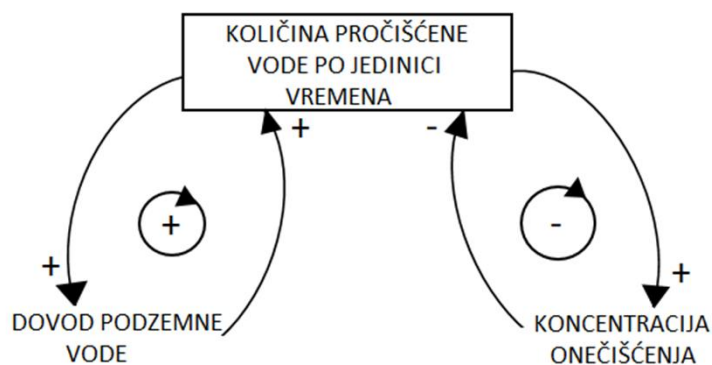 KOLIČINA PROČIŠĆENE
VODE PO JEDINICI
VREMENA
+
-
+
-
+
+
DOVOD PODZEMNE
VODE
KONCENTRACIJA
ONEČIŠĆENJA